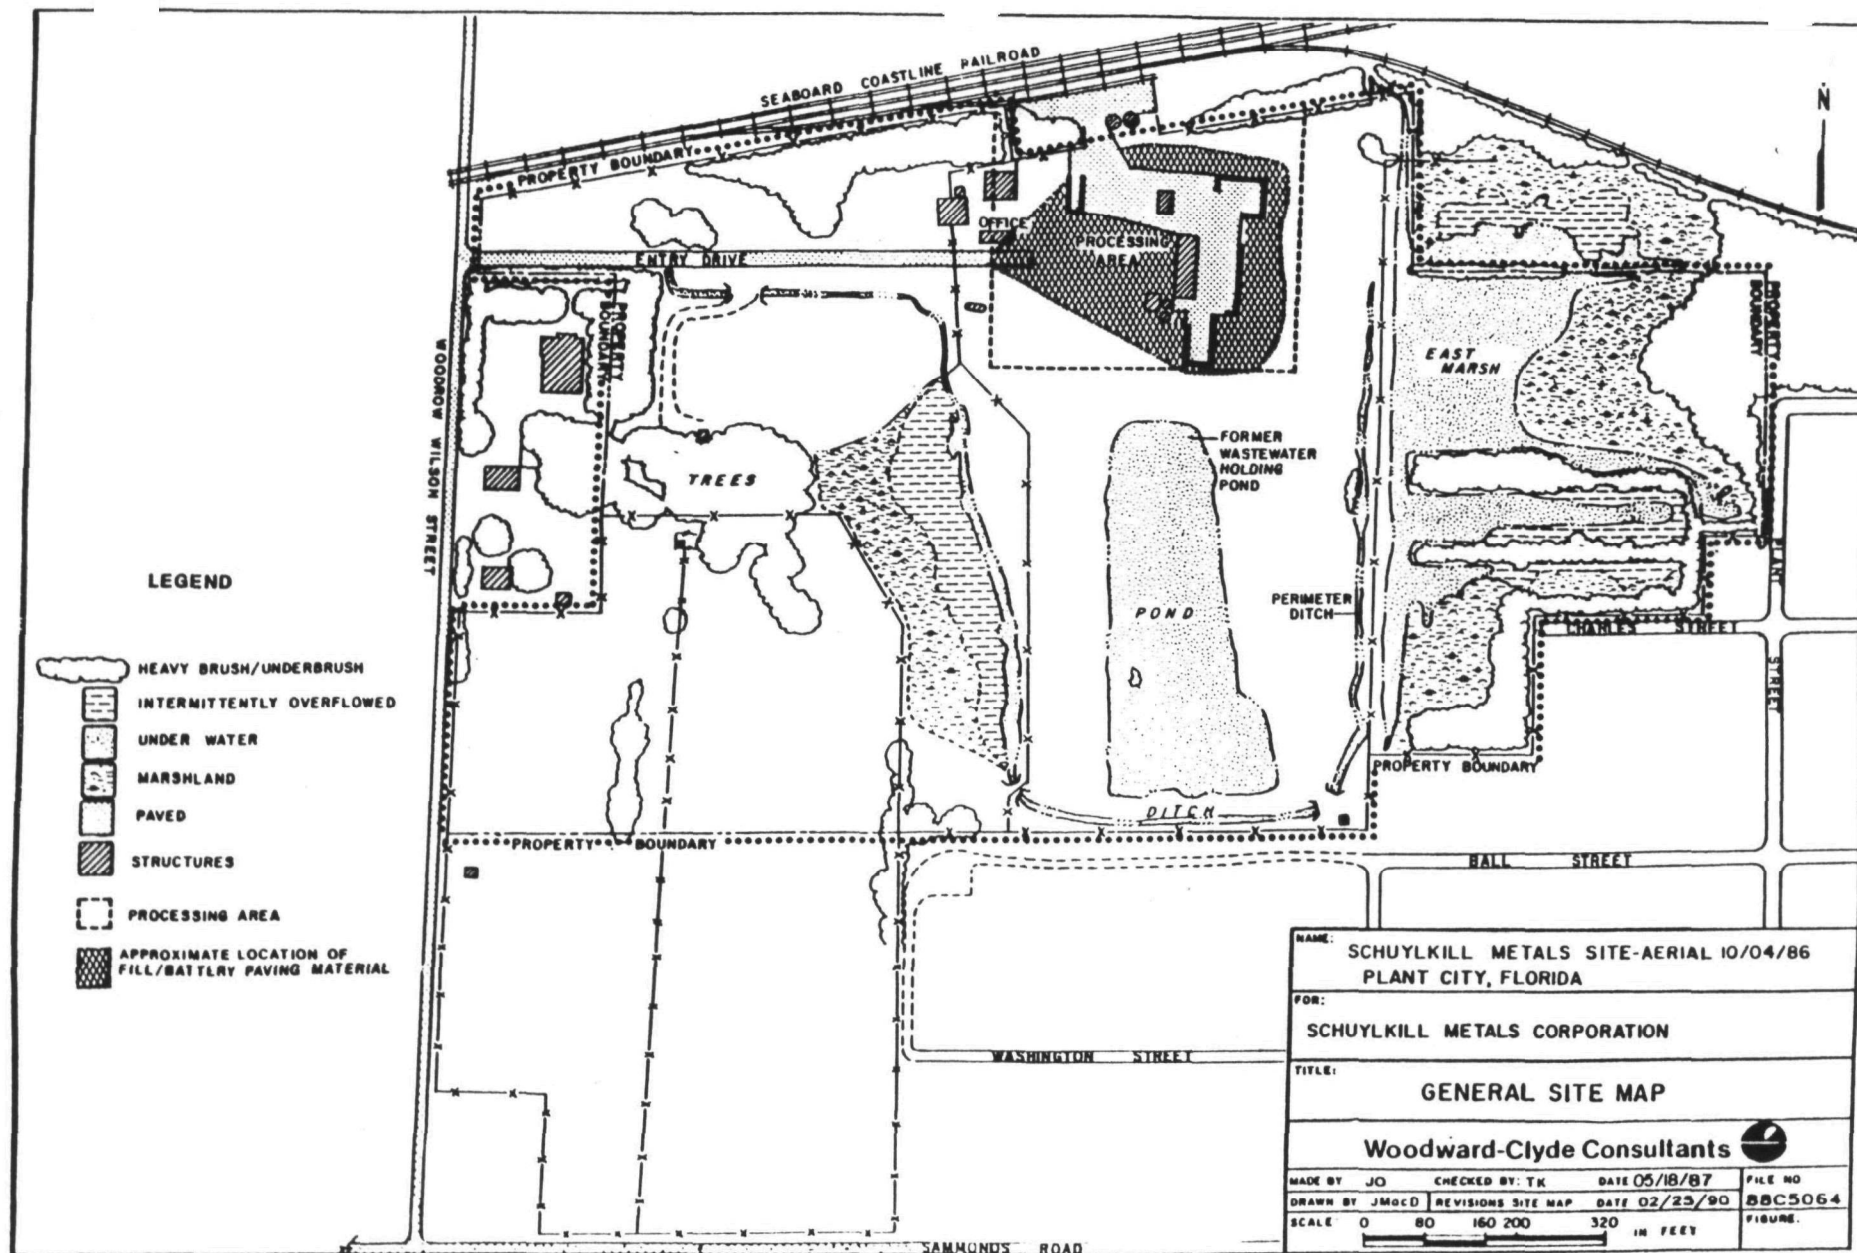 SEABOARD COASTLINE RAILROAD
N
PROPERTY BOUNDARY
OFFICE
PROCESSING
AREA
ENTRY DRIVE
PROPERTY
BOUNDARY
PROPERTY
BOUNDARY
EAST
MARSH
WOODROW WILSON STREET
FORMER
WASTEWATER
HOLDING
POND
TREES
PLANT STREET
LEGEND
PERIMETER
DITCH
POND
CHARLES STREET
HEAVY BRUSH/UNDERBRUSH
INTERMITTENTLY OVERFLOWED
UNDER WATER
MARSHLAND
PAVED
STRUCTURES
PROCESSING AREA
APPROXIMATE LOCATION OF
FILL/BATTERY PAVING MATERIAL
PROPERTY BOUNDARY
DITCH
PROPERTY BOUNDARY
BALL STREET
WASHINGTON STREET
SAMMONDS ROAD
NAME:
SCHUYLKILL METALS SITE-AERIAL 10/04/86
PLANT CITY, FLORIDA
FOR:
SCHUYLKILL METALS CORPORATION
TITLE:
GENERAL SITE MAP
Woodward-Clyde Consultants
MADE BY JO CHECKED BY: TK DATE 05/18/87 FILE NO
DRAWN BY JMacD REVISIONS SITE MAP DATE 02/23/90 88C5064
SCALE 0 80 160 200 320 IN FEET FIGURE: